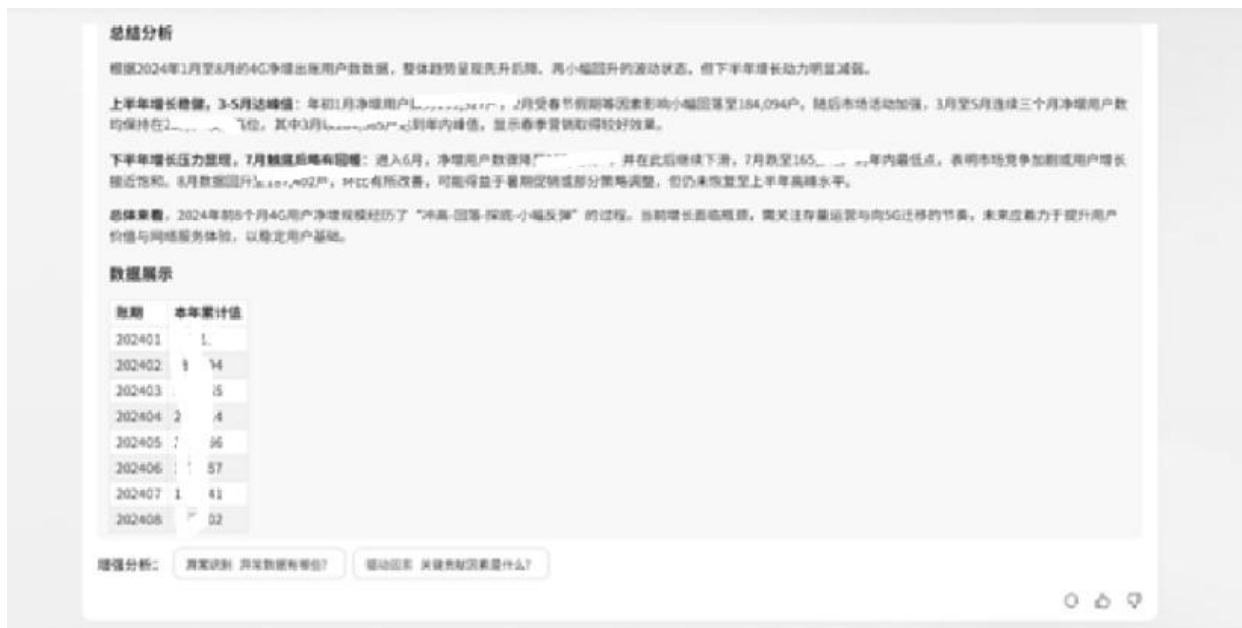 总结分析
根据2024年1月至8月的4G净增出账用户数数据，整体趋势呈现先升后降、再小幅回升的波动状态，但下半年增长动力明显减弱。
上半年增长稳健，3-5月达峰值：年初1月净增用户 2月受春节假期等因素影响小幅回落至184,094户。随后市场活动加强，3月至5月连续三个月净增用户数
均保持在 高位，其中3月 达到年内峰值，显示春季营销取得较好效果。
下半年增长压力显现，7月触底后略有回暖：进入6月，净增用户数骤降 并在此后继续下滑，7月跌至165, 年内最低点，表明市场竞争加剧或用户增长
接近饱和。8月数据回升至187,402户，环比有所改善，可能得益于暑期促销或部分策略调整，但仍未恢复至上半年高峰水平。
总体来看，2024年前8个月4G用户净增规模经历了“冲高-回落-探底-小幅反弹”的过程。当前增长面临瓶颈，需关注存量运营与向5G迁移的节奏，未来应着力于提升用户
价值与网络服务体验，以稳定用户基础。
数据展示
账期 本年累计值
202401
202402 94
202403
202404 2 4
202405 66
202406 57
202407 1 41
202408 02
增强分析： 异常识别 异常数据有哪些？ 驱动因素 关键贡献因素是什么？